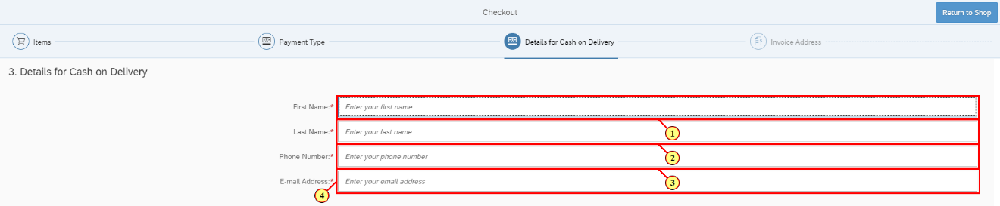 Checkout
Return to Shop
Items Payment Type Details for Cash on Delivery Invoice Address
3. Details for Cash on Delivery
First Name:* Enter your first name
Last Name:* Enter your last name
1
Phone Number:* Enter your phone number
2
E-mail Address:* Enter your email address
3
4